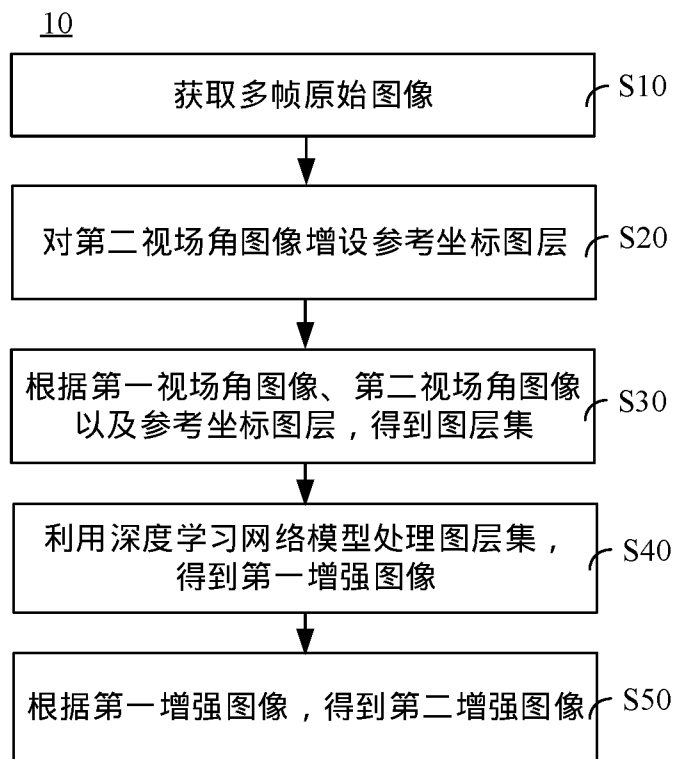 10
获取多帧原始图像
S10
对第二视场角图像增设参考坐标图层
S20
根据第一视场角图像、第二视场角图像
以及参考坐标图层，得到图层集
S30
利用深度学习网络模型处理图层集，
得到第一增强图像
S40
根据第一增强图像，得到第二增强图像
S50